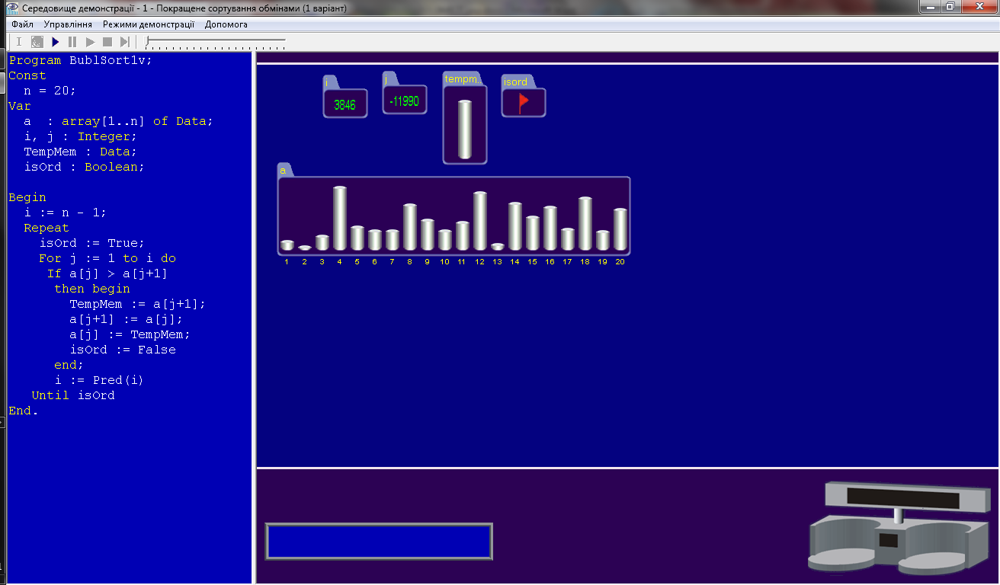 Середовище демонстрації - 1 - Покращене сортування обмінами (1 варіант)
Файл Управління Режими демонстрації Допомога
Program BublSort1v;
Const
n = 20;
Var
a : array[1..n] of Data;
i, j : Integer;
TempMem : Data;
isOrd : Boolean;
Begin
i := n - 1;
Repeat
isOrd := True;
For j := 1 to i do
If a[j] > a[j+1]
then begin
TempMem := a[j+1];
a[j+1] := a[j];
a[j] := TempMem;
isOrd := False
end;
i := Pred(i)
Until isOrd
End.
i j tempm. isord
3846 -11990
a
1 2 3 4 5 6 7 8 9 10 11 12 13 14 15 16 17 18 19 20